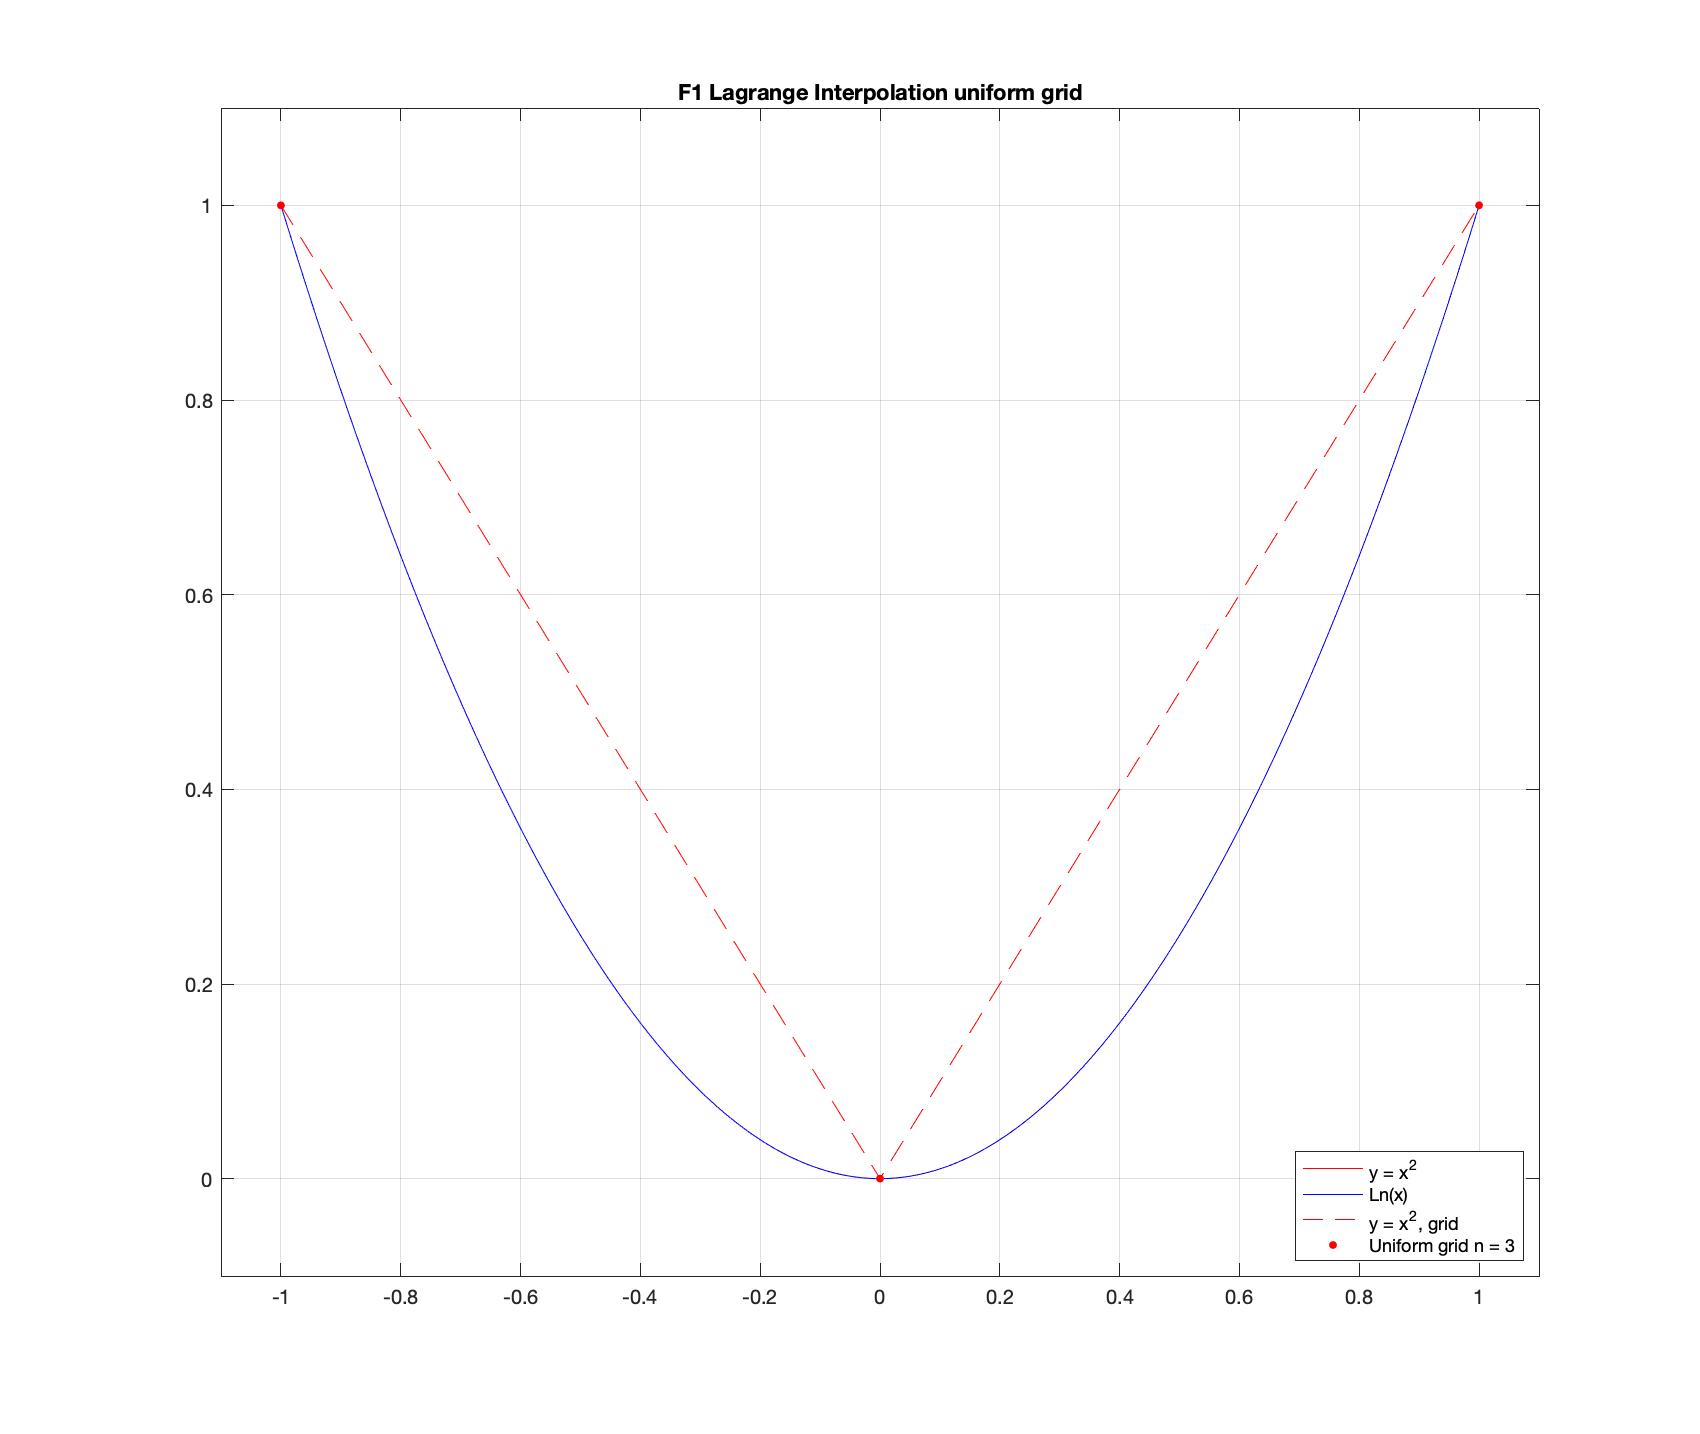 F1 Lagrange Interpolation uniform grid
1
0.8
0.6
0.4
0.2
0
-1 -0.8 -0.6 -0.4 -0.2 0 0.2 0.4 0.6 0.8 1
y = x²
Ln(x)
y = x², grid
Uniform grid n = 3